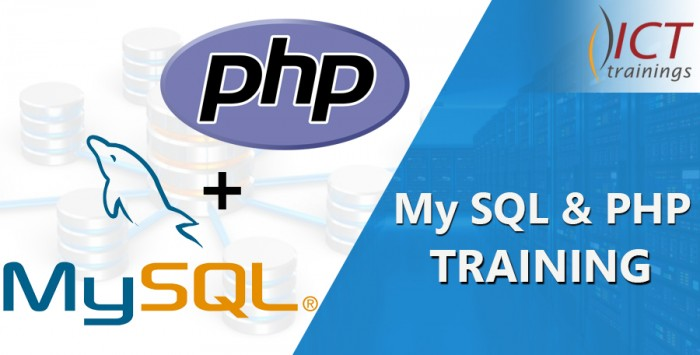 php
+
MySQL®
ICT
trainings
My SQL & PHP
TRAINING